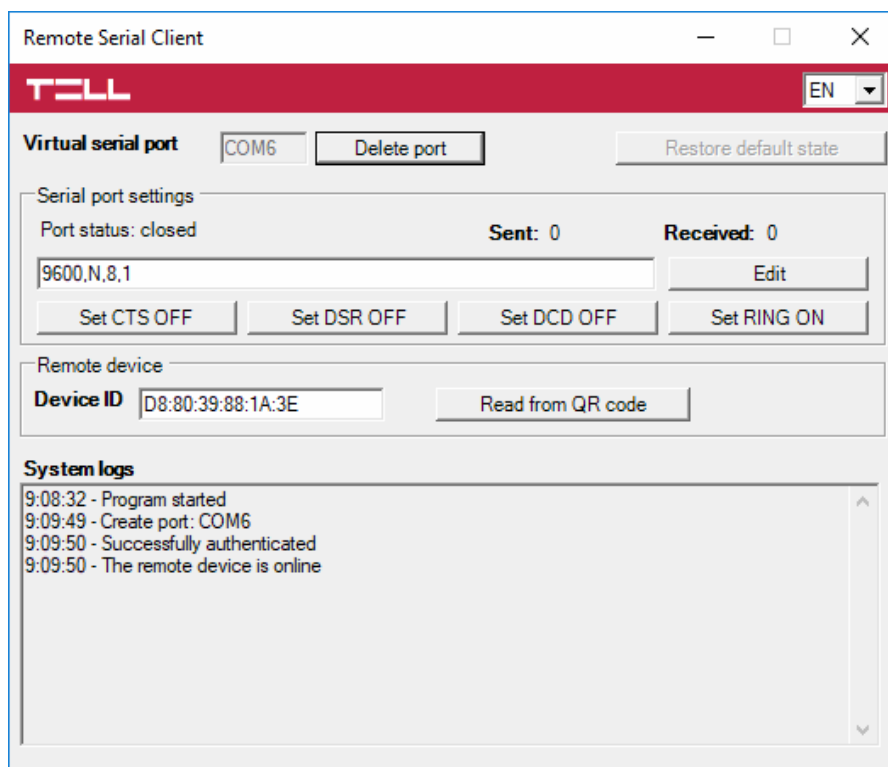 Remote Serial Client
TELL EN
Virtual serial port COM6 Delete port Restore default state
Serial port settings
Port status: closed Sent: 0 Received: 0
9600,N,8,1 Edit
Set CTS OFF Set DSR OFF Set DCD OFF Set RING ON
Remote device
Device ID D8:80:39:88:1A:3E Read from QR code
System logs
9:08:32 - Program started
9:09:49 - Create port: COM6
9:09:50 - Successfully authenticated
9:09:50 - The remote device is online